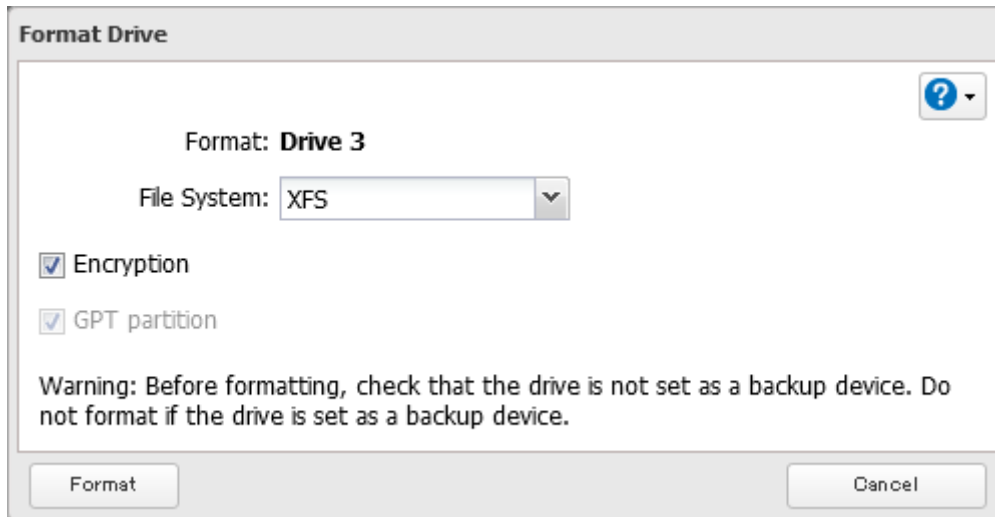 Format Drive
?
Format: Drive 3
File System: XFS
Encryption
GPT partition
Warning: Before formatting, check that the drive is not set as a backup device. Do
not format if the drive is set as a backup device.
Format Cancel